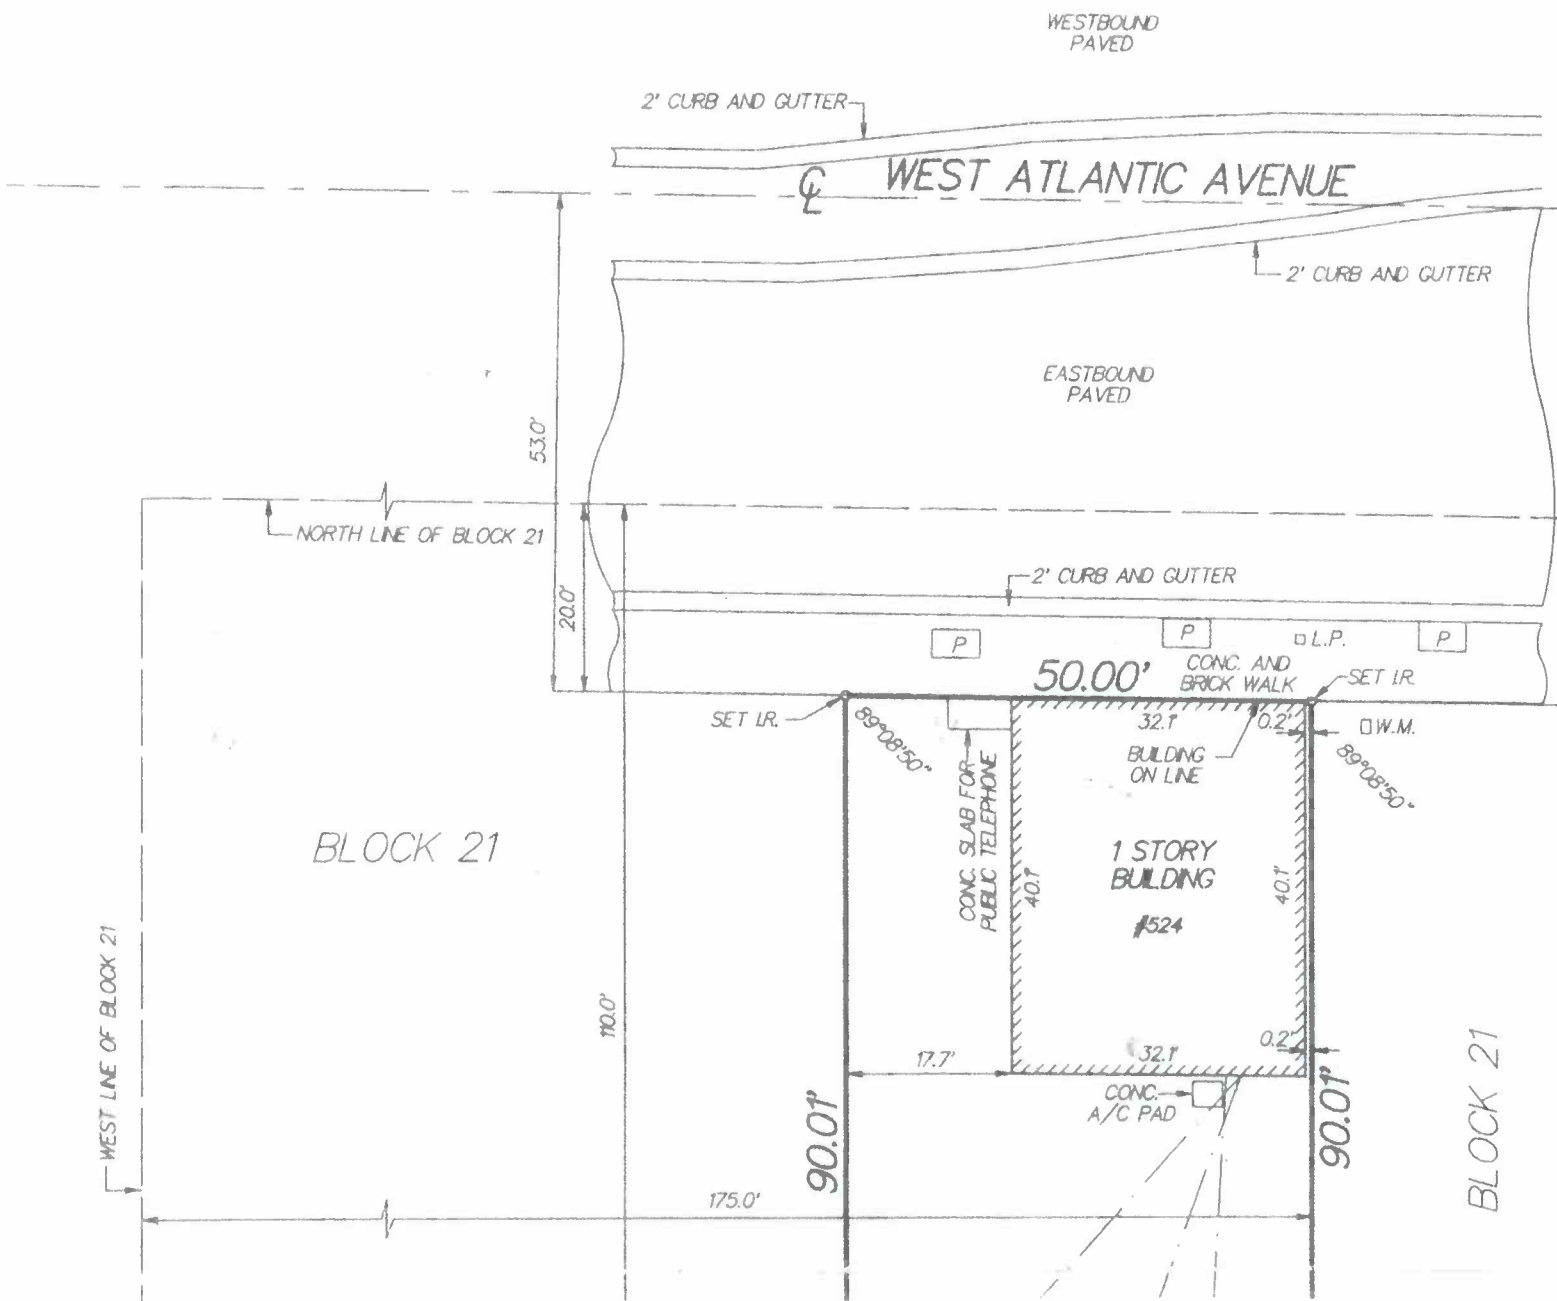 WESTBOUND
PAVED
2' CURB AND GUTTER
℄
WEST ATLANTIC AVENUE
2' CURB AND GUTTER
EASTBOUND
PAVED
53.0'
NORTH LINE OF BLOCK 21
20.0'
2' CURB AND GUTTER
P
P
L.P.
P
50.00'
CONC. AND
BRICK WALK
SET I.R.
SET I.R.
89°08'50"
32.1'
0.2'
W.M.
89°08'50"
BUILDING
ON LINE
CONC. SLAB FOR
PUBLIC TELEPHONE
BLOCK 21
1 STORY
BUILDING
#524
40.1'
40.1'
WEST LINE OF BLOCK 21
110.0'
17.7'
32.1'
0.2'
CONC.
A/C PAD
90.01'
90.01'
BLOCK 21
175.0'